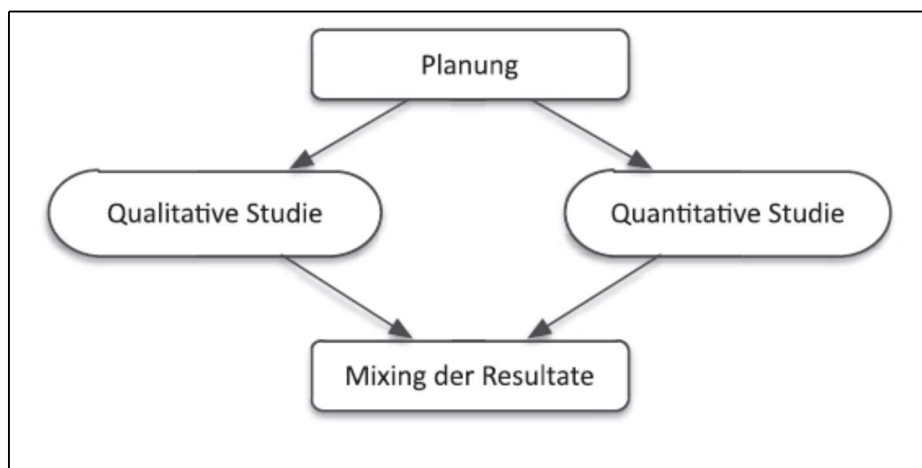 Planung
Qualitative Studie
Quantitative Studie
Mixing der Resultate